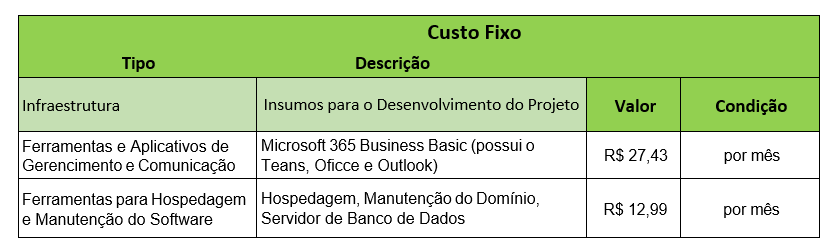 Custo Fixo
Tipo Descrição
Infraestrutura Insumos para o Desenvolvimento do Projeto Valor Condição
Ferramentas e Aplicativos de
Gerencimento e Comunicação
Microsoft 365 Business Basic (possui o
Teans, Oficce e Outlook)
R$ 27,43
por mês
Ferramentas para Hospedagem
e Manutenção do Software
Hospedagem, Manutenção do Domínio,
Servidor de Banco de Dados
R$ 12,99
por mês